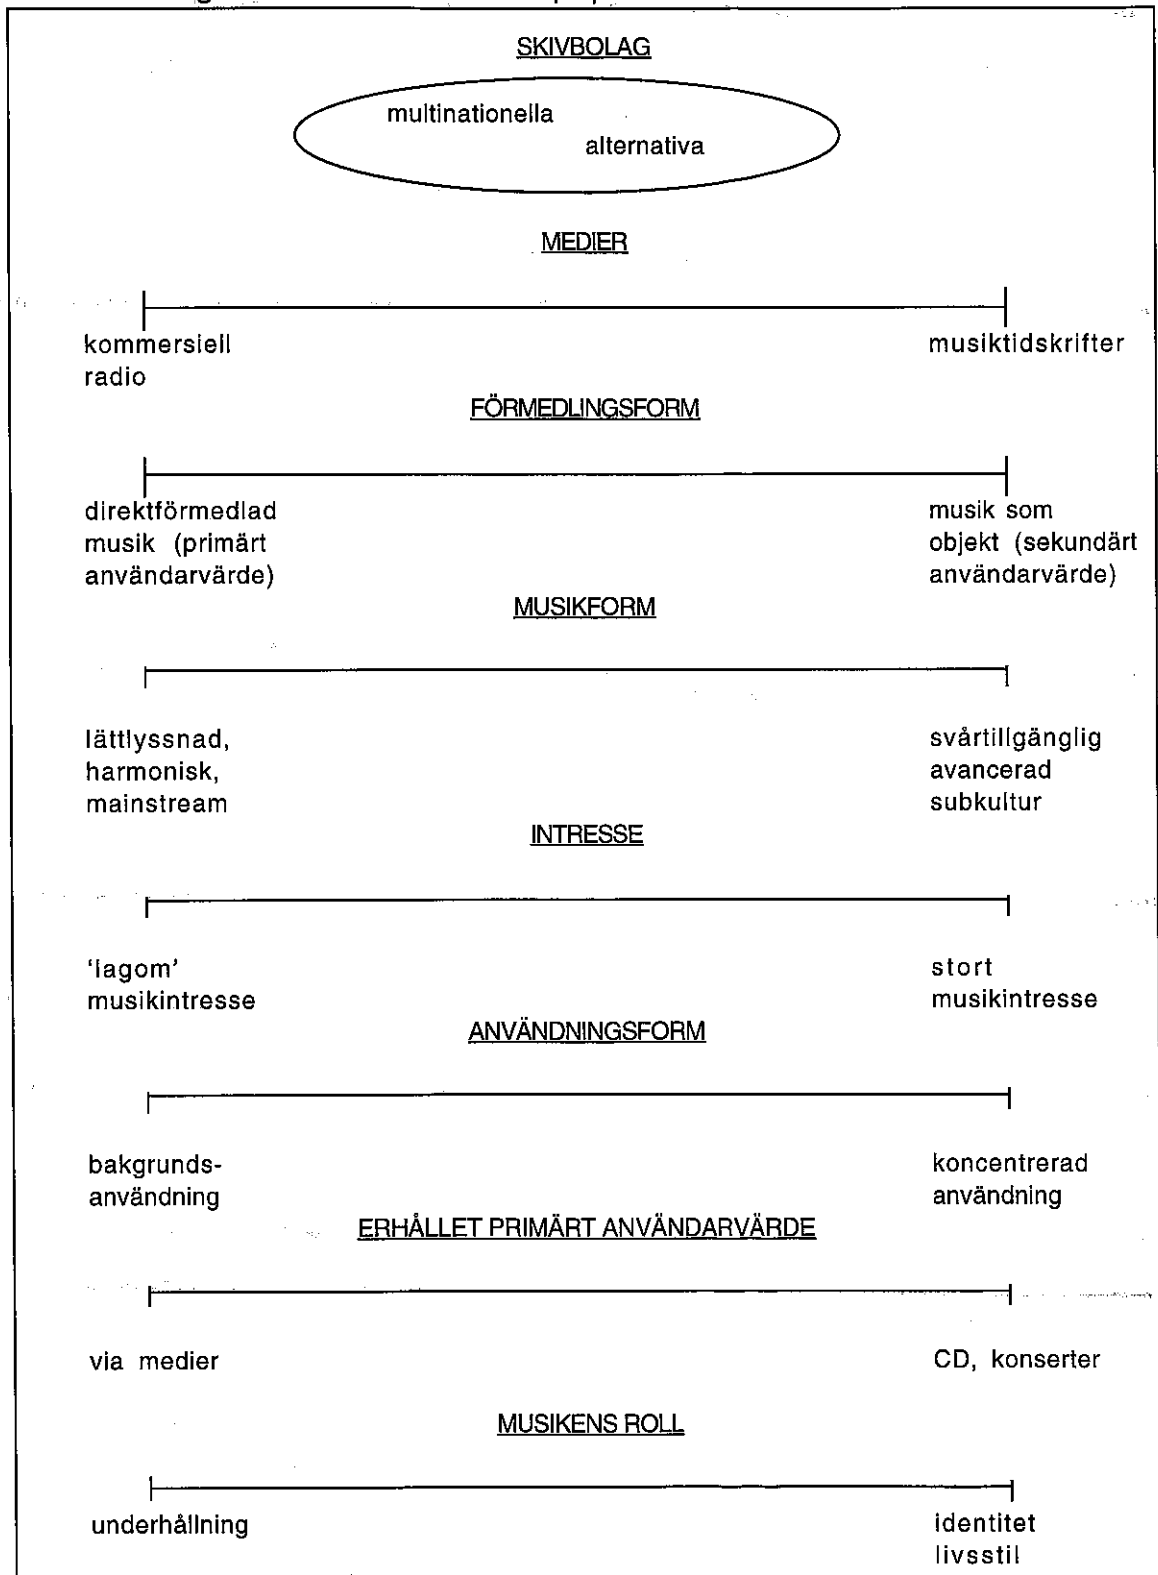 SKIVBOLAG
multinationella
alternativa
MEDIER
kommersiell
radio
musiktidskrifter
FÖRMEDLINGSFORM
direktförmedlad
musik (primärt
användarvärde)
musik som
objekt (sekundärt
användarvärde)
MUSIKFORM
lättlyssnad,
harmonisk,
mainstream
svårtillgänglig
avancerad
subkultur
INTRESSE
'lagom'
musikintresse
stort
musikintresse
ANVÄNDNINGSFORM
bakgrunds-
användning
koncentrerad
användning
ERHÅLLET PRIMÄRT ANVÄNDARVÄRDE
via medier
CD, konserter
MUSIKENS ROLL
underhållning
identitet
livsstil